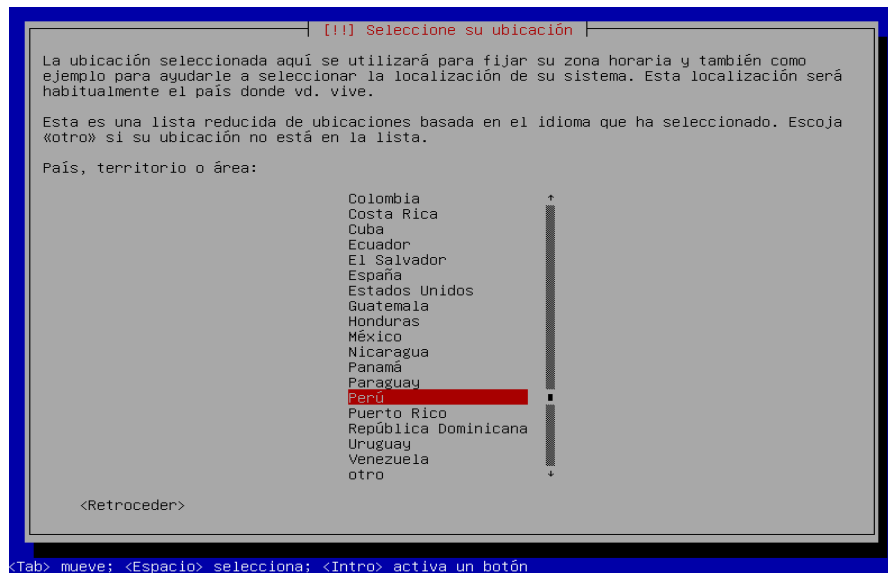 [!!] Seleccione su ubicación
La ubicación seleccionada aquí se utilizará para fijar su zona horaria y también como
ejemplo para ayudarle a seleccionar la localización de su sistema. Esta localización será
habitualmente el país donde vd. vive.
Esta es una lista reducida de ubicaciones basada en el idioma que ha seleccionado. Escoja
«otro» si su ubicación no está en la lista.
País, territorio o área:
Colombia
Costa Rica
Cuba
Ecuador
El Salvador
España
Estados Unidos
Guatemala
Honduras
México
Nicaragua
Panamá
Paraguay
Perú
Puerto Rico
República Dominicana
Uruguay
Venezuela
otro
<Retroceder>
<Tab> mueve; <Espacio> selecciona; <Intro> activa un botón